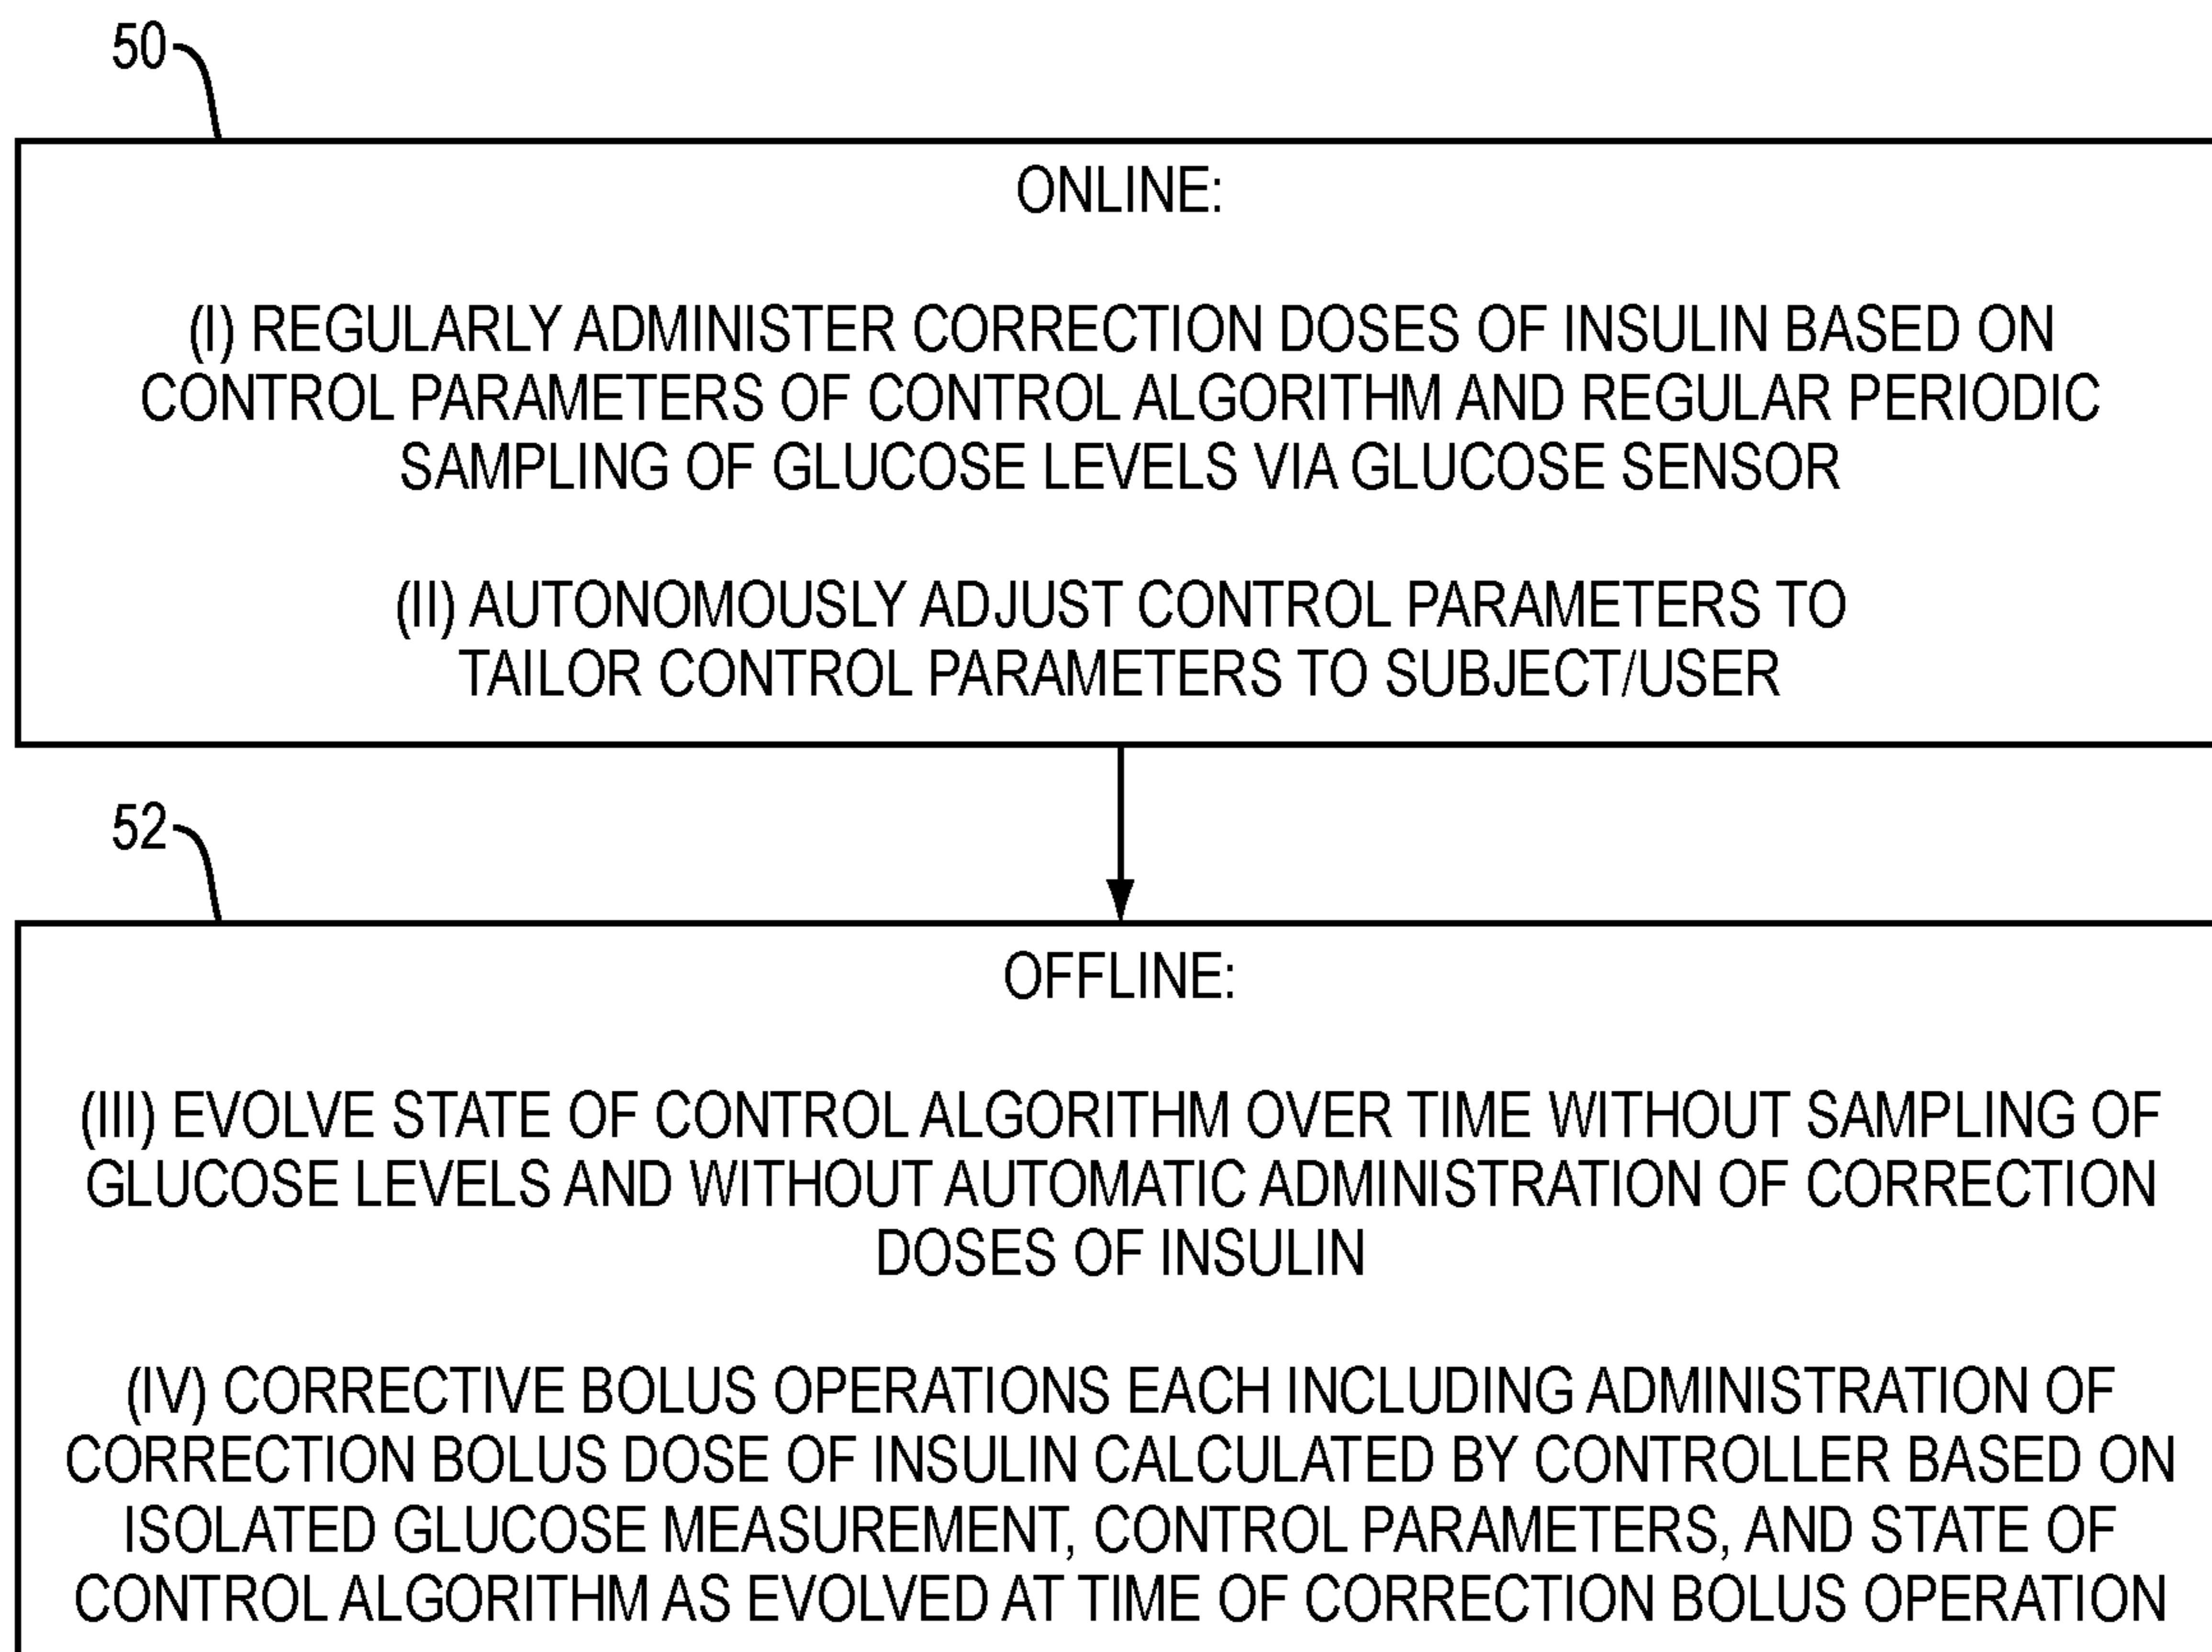 50
ONLINE:
(I) REGULARLY ADMINISTER CORRECTION DOSES OF INSULIN BASED ON
CONTROL PARAMETERS OF CONTROL ALGORITHM AND REGULAR PERIODIC
SAMPLING OF GLUCOSE LEVELS VIA GLUCOSE SENSOR
(II) AUTONOMOUSLY ADJUST CONTROL PARAMETERS TO
TAILOR CONTROL PARAMETERS TO SUBJECT/USER
52
OFFLINE:
(III) EVOLVE STATE OF CONTROL ALGORITHM OVER TIME WITHOUT SAMPLING OF
GLUCOSE LEVELS AND WITHOUT AUTOMATIC ADMINISTRATION OF CORRECTION
DOSES OF INSULIN
(IV) CORRECTIVE BOLUS OPERATIONS EACH INCLUDING ADMINISTRATION OF
CORRECTION BOLUS DOSE OF INSULIN CALCULATED BY CONTROLLER BASED ON
ISOLATED GLUCOSE MEASUREMENT, CONTROL PARAMETERS, AND STATE OF
CONTROL ALGORITHM AS EVOLVED AT TIME OF CORRECTION BOLUS OPERATION